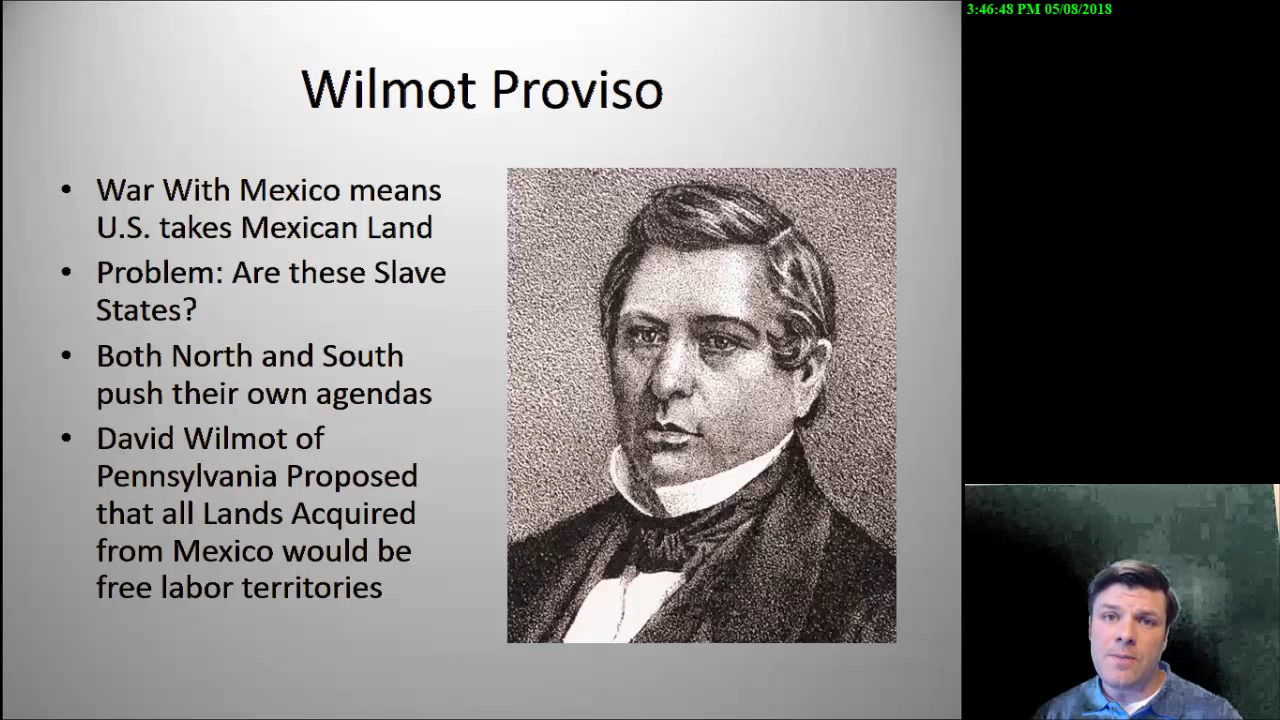 3:46:48 PM 05/08/2018
Wilmot Proviso
• War With Mexico means
U.S. takes Mexican Land
• Problem: Are these Slave
States?
• Both North and South
push their own agendas
• David Wilmot of
Pennsylvania Proposed
that all Lands Acquired
from Mexico would be
free labor territories